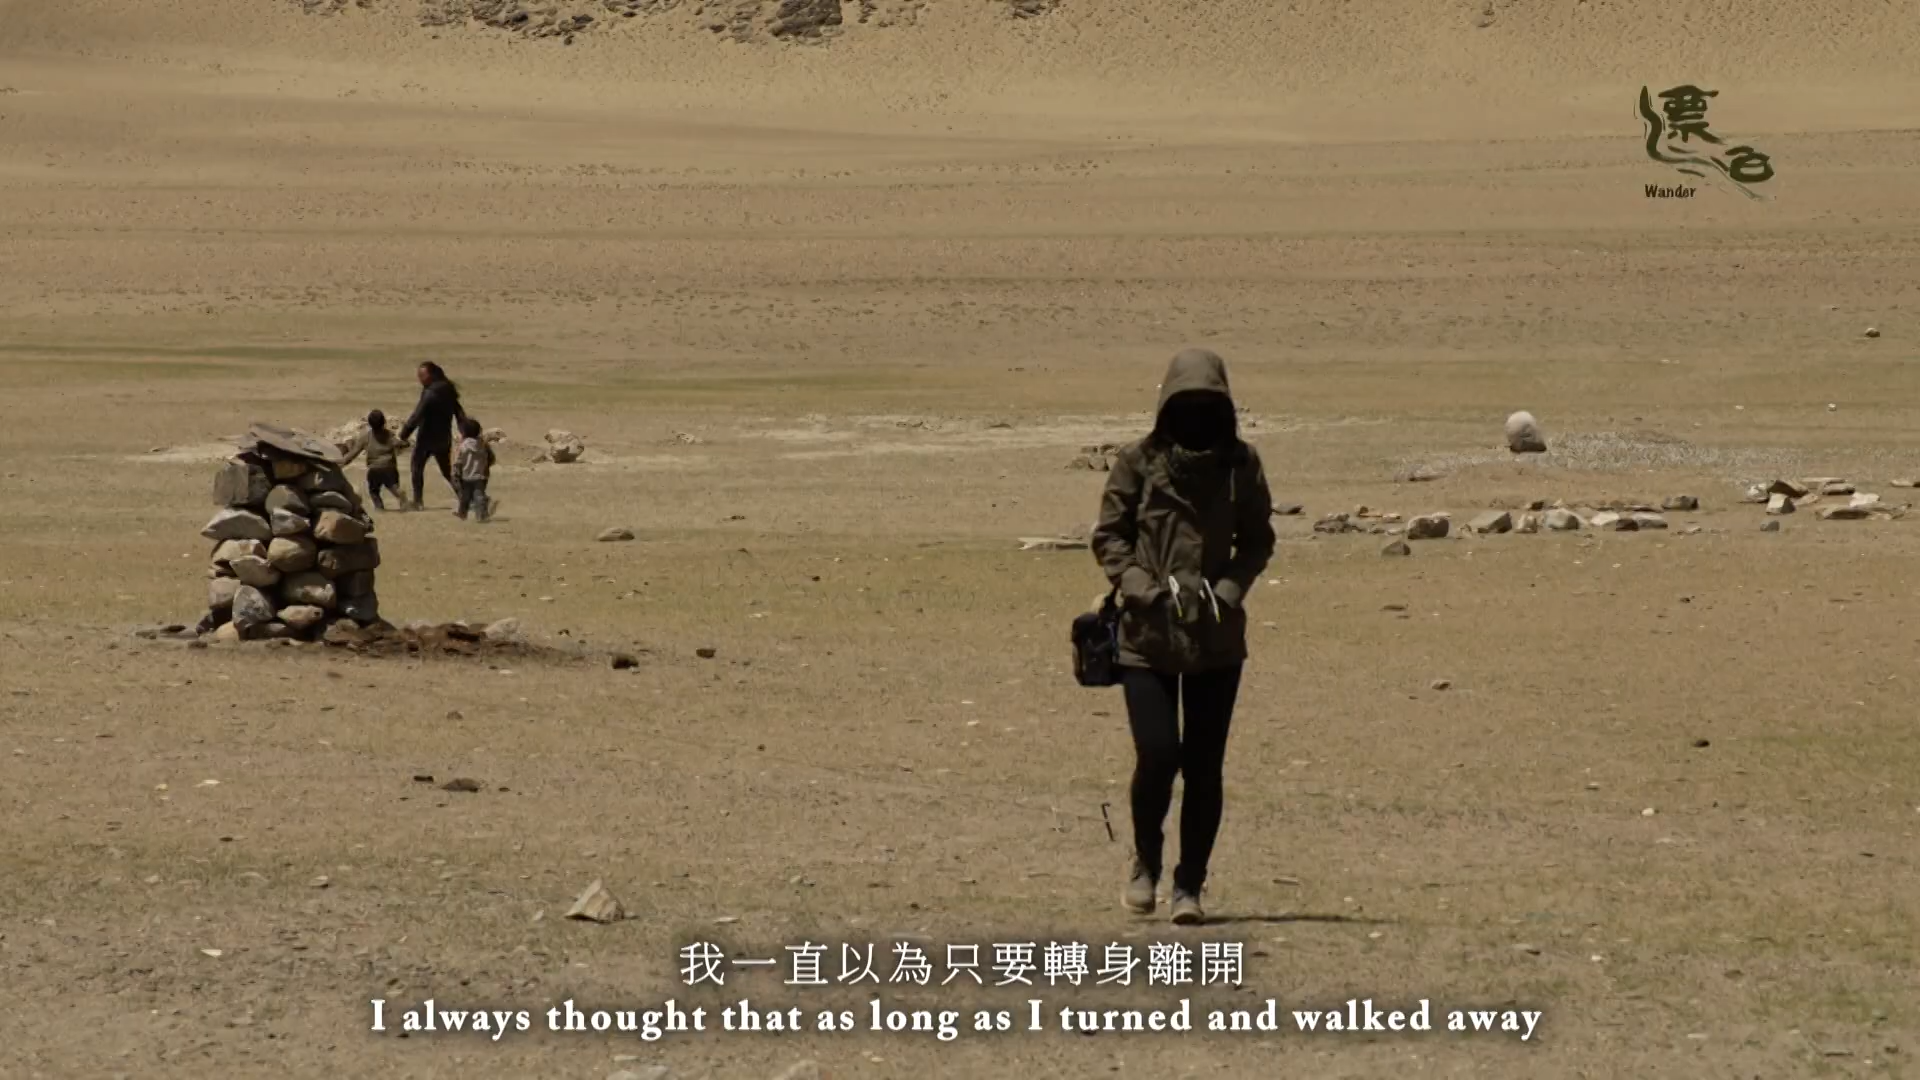 漂
Wander
我一直以為只要轉身離開
I always thought that as long as I turned and walked away